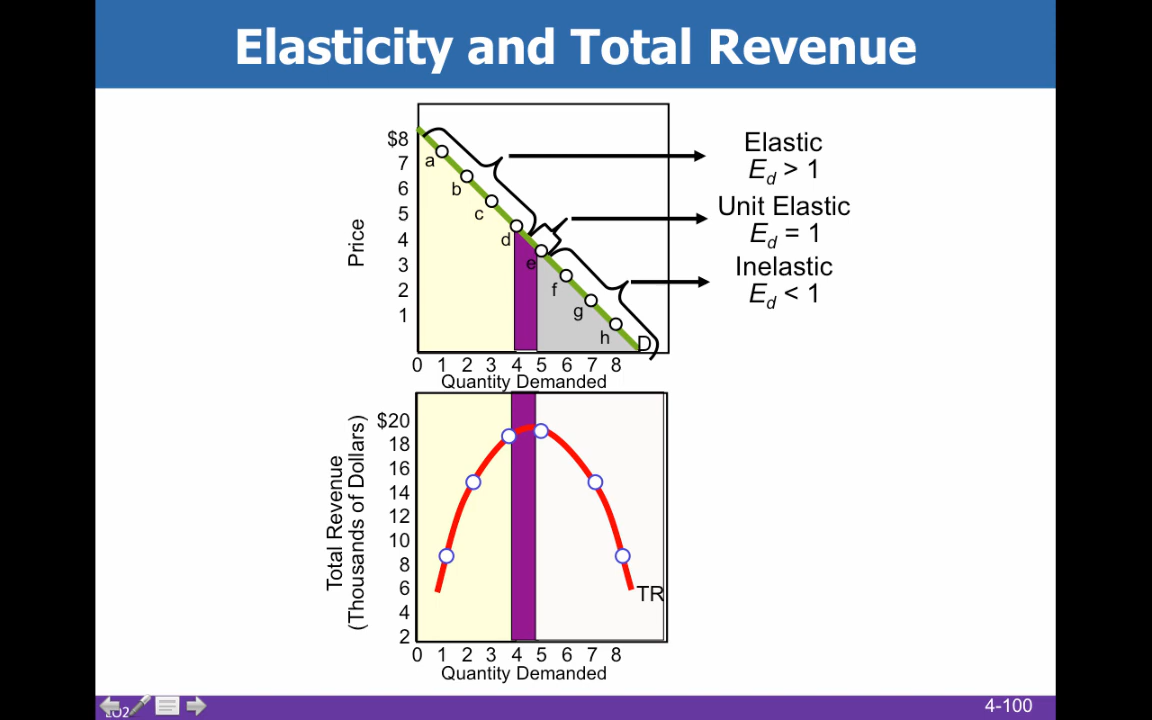 Elasticity and Total Revenue
$8
7
6
5
4
3
2
1
Price
a
b
c
d
e
f
g
h
D
0 1 2 3 4 5 6 7 8
Quantity Demanded
Elastic
Ed > 1
Unit Elastic
Ed = 1
Inelastic
Ed < 1
$20
18
16
14
12
10
8
6
4
2
Total Revenue
(Thousands of Dollars)
TR
0 1 2 3 4 5 6 7 8
Quantity Demanded
LO2
4-100